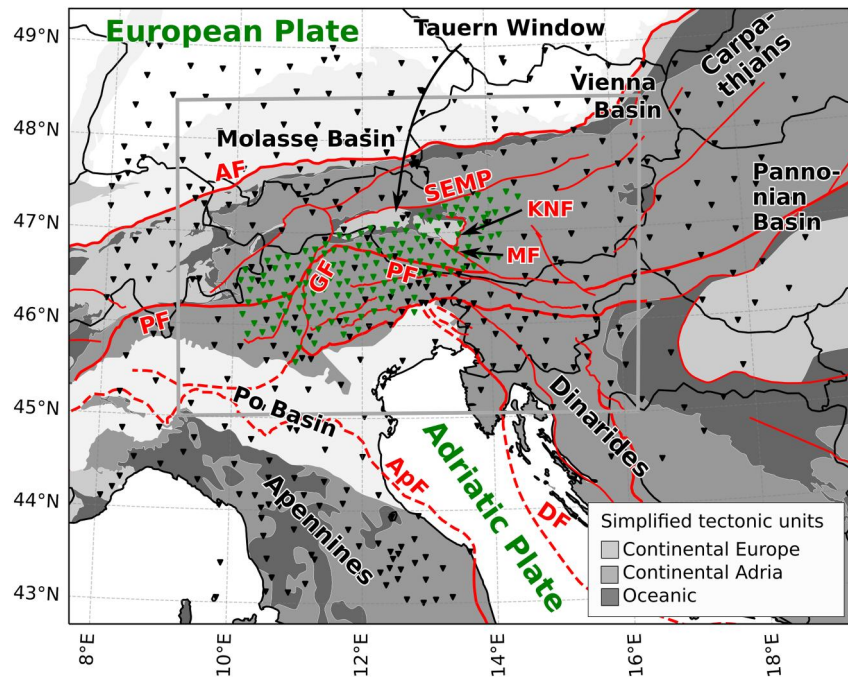 European Plate
Tauern Window
Carpa-
thians
Vienna
Basin
Molasse Basin
AF
SEMP
KNF
MF
Panno-
nian
Basin
GF
PF
PF
Po Basin
Dinarides
Adriatic Plate
ApF
DF
Apennines
Simplified tectonic units
Continental Europe
Continental Adria
Oceanic
49°N
48°N
47°N
46°N
45°N
44°N
43°N
8°E
10°E
12°E
14°E
16°E
18°E